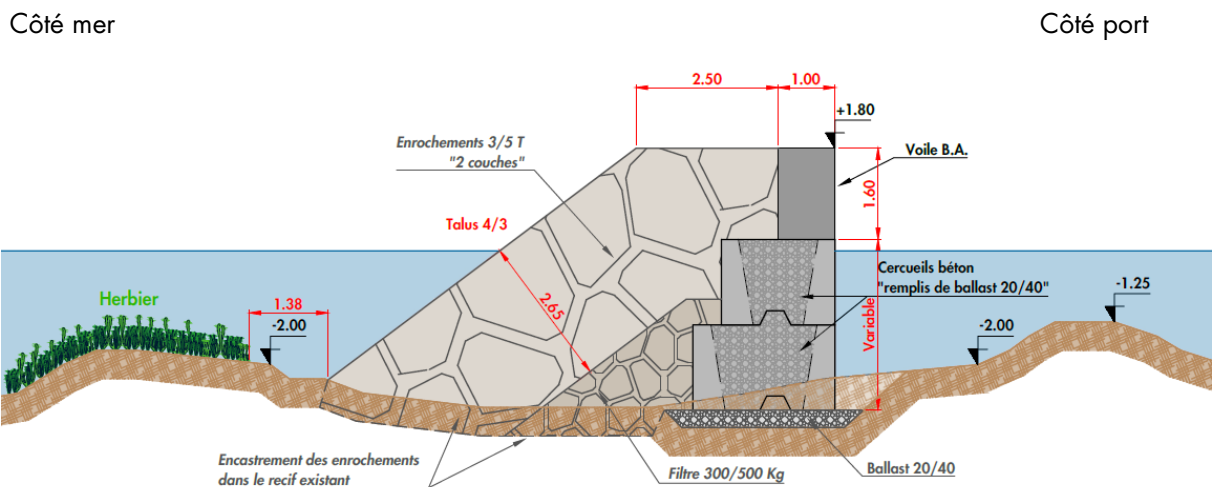 Côté mer
Côté port
2.50
1.00
+1.80
Enrochements 3/5 T
"2 couches"
Voile B.A.
1.60
Talus 4/3
Cercueils béton
"remplis de ballast 20/40"
Herbier
1.38
-2.00
2.65
Variable
-2.00
-1.25
Encastrement des enrochements
dans le recif existant
Filtre 300/500 Kg
Ballast 20/40